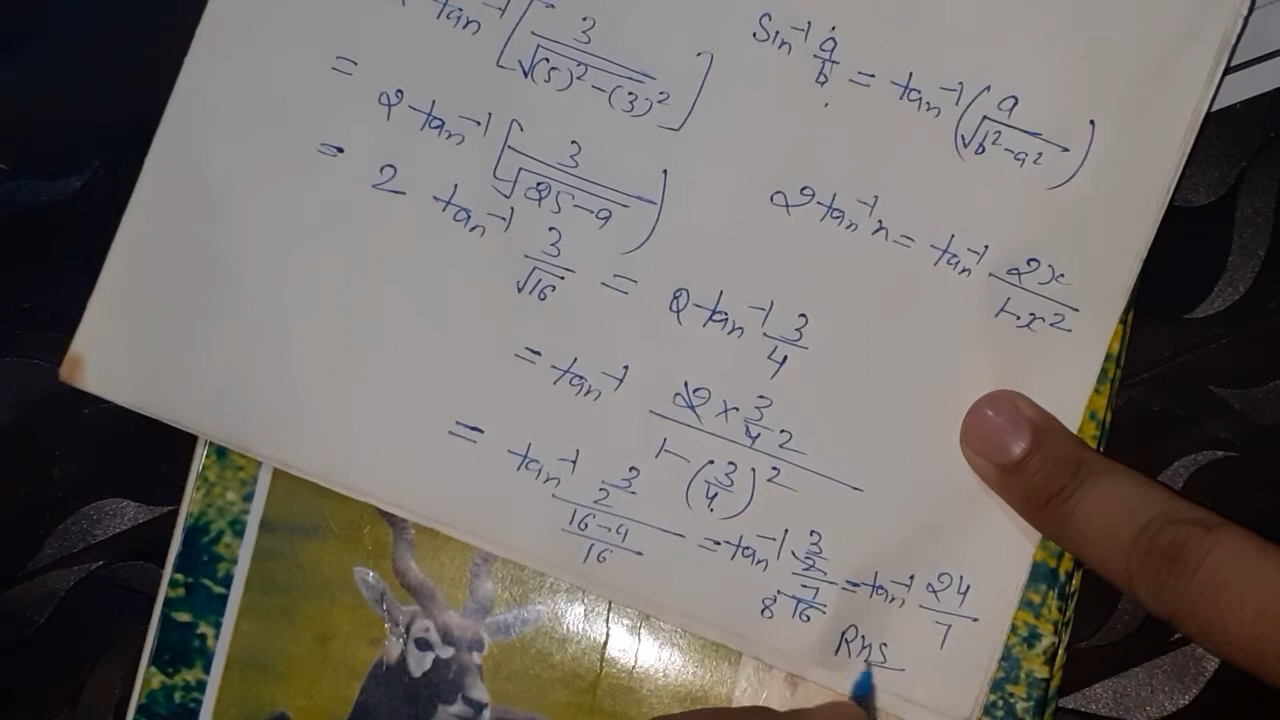 tan⁻¹ [3/√(5)²-(3)²]
= 2 tan⁻¹ [3/√25-9)
= 2 tan⁻¹ 3/√16 = 2 tan⁻¹ 3/4
= tan⁻¹ 2×3/4 2/1-(3/4)²
= tan⁻¹ 3/2/16-9/16 = tan⁻¹ 3/2/7/16 8 = tan⁻¹ 24/7
RHS
Sin⁻¹ a/b = tan⁻¹ (a/√b²-a²)
2 tan⁻¹ x = tan⁻¹ 2x/1-x²